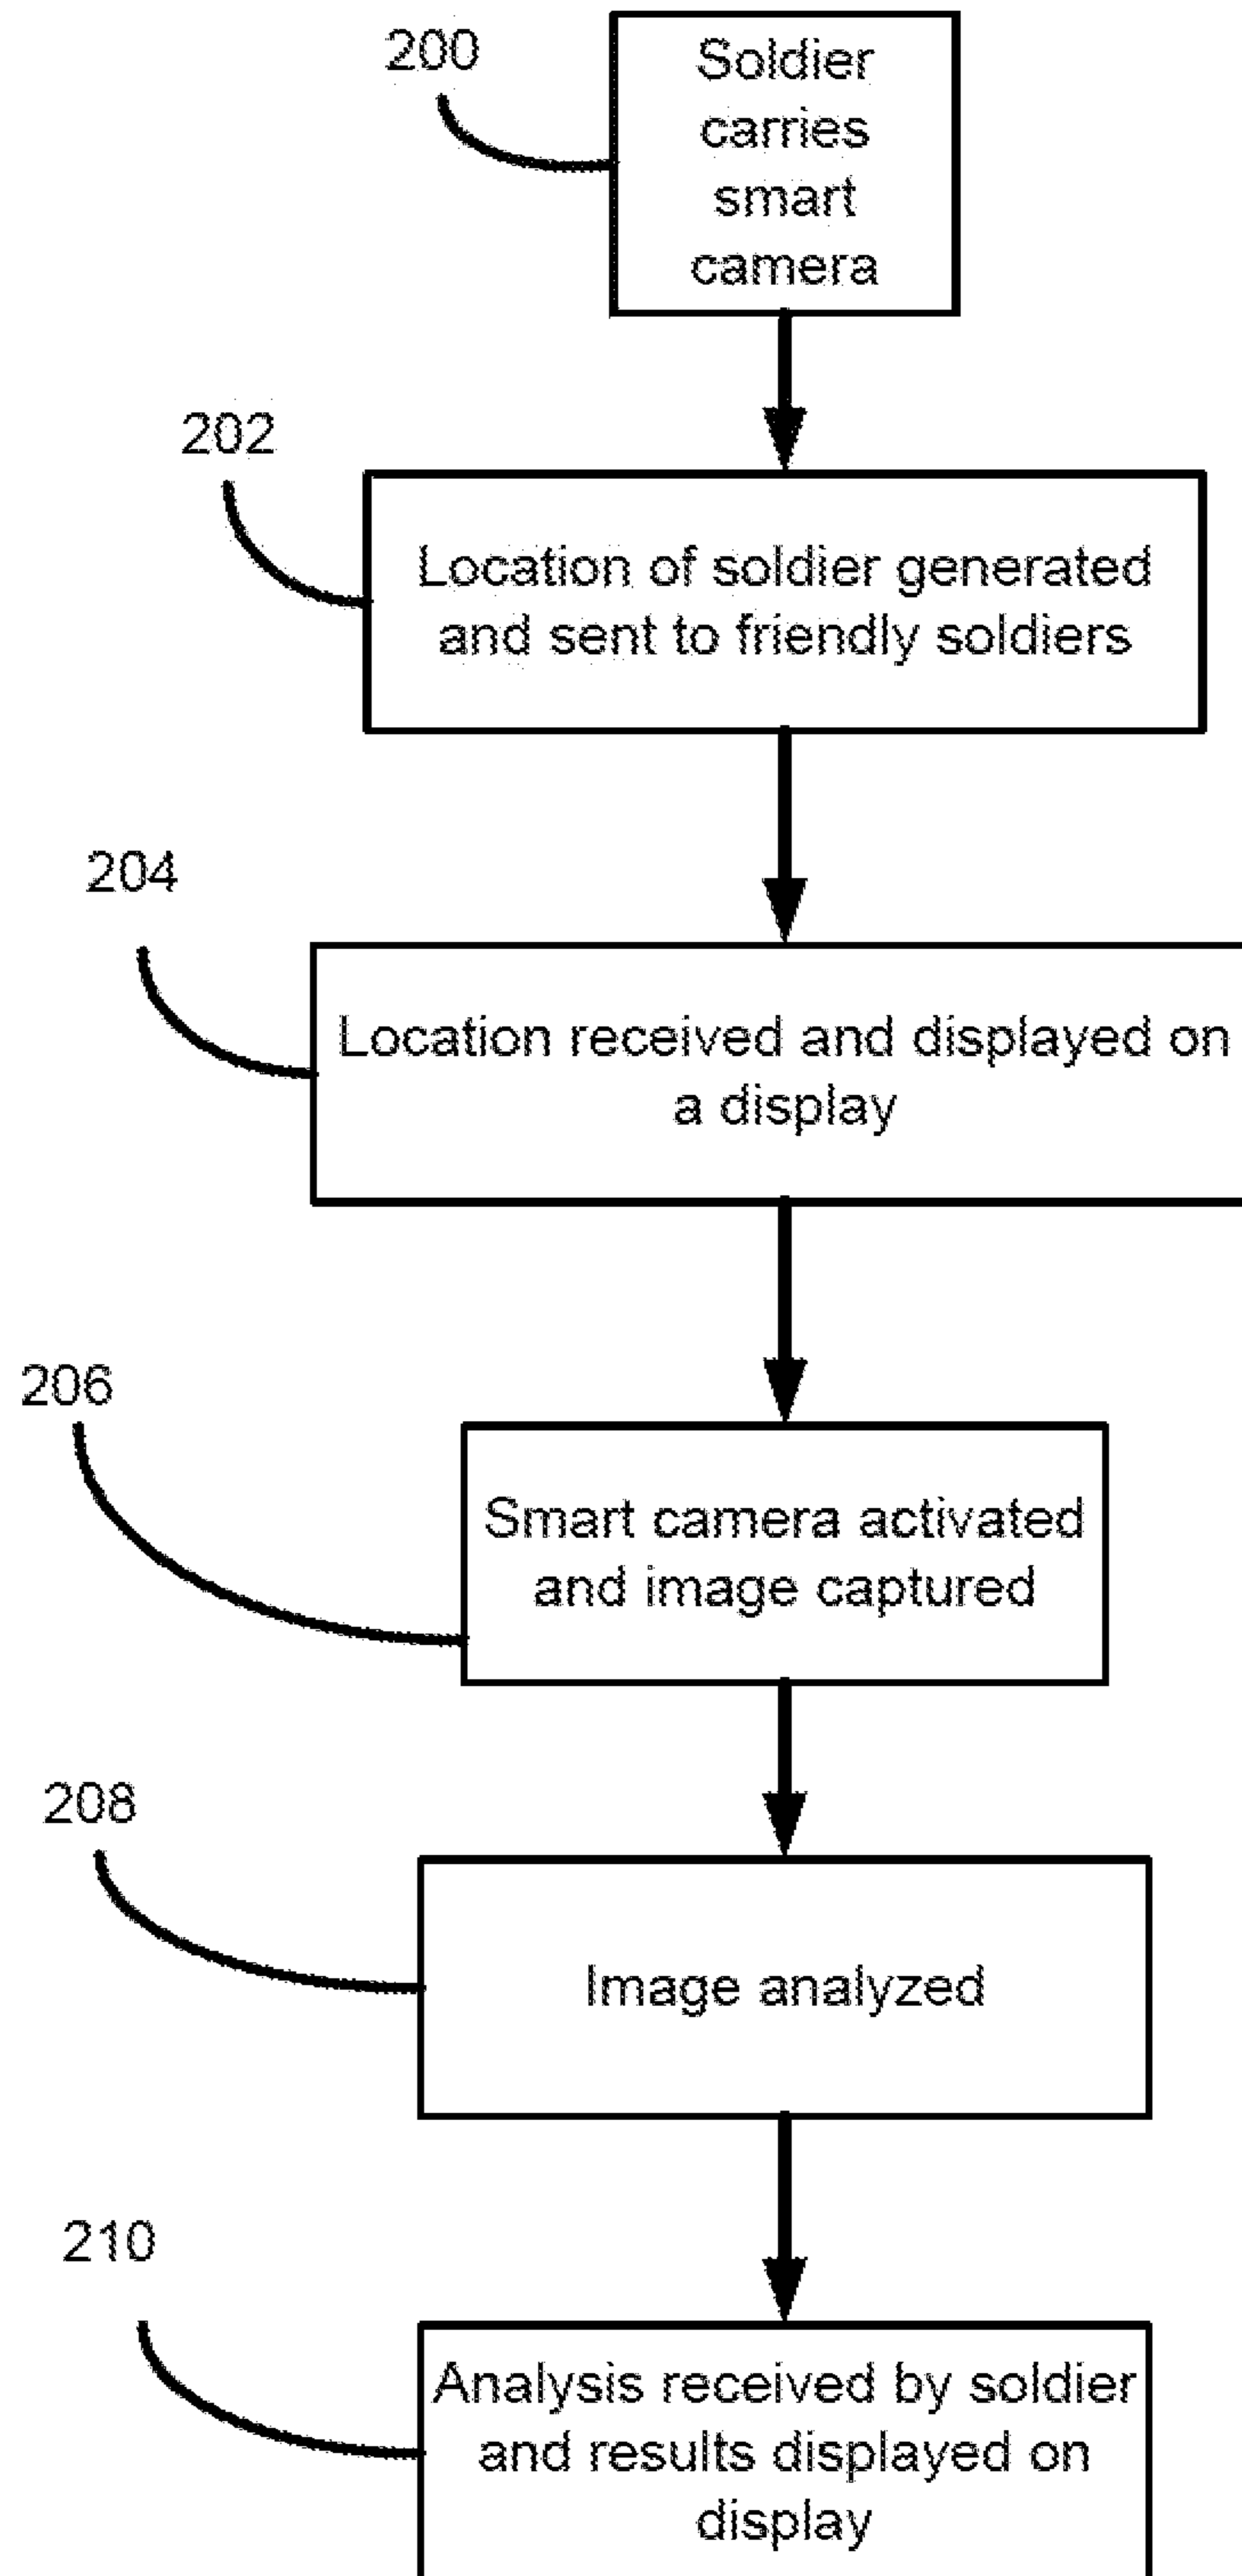 200
Soldier
carries
smart
camera
202
Location of soldier generated
and sent to friendly soldiers
204
Location received and displayed on
a display
206
Smart camera activated
and image captured
208
Image analyzed
210
Analysis received by soldier
and results displayed on
display